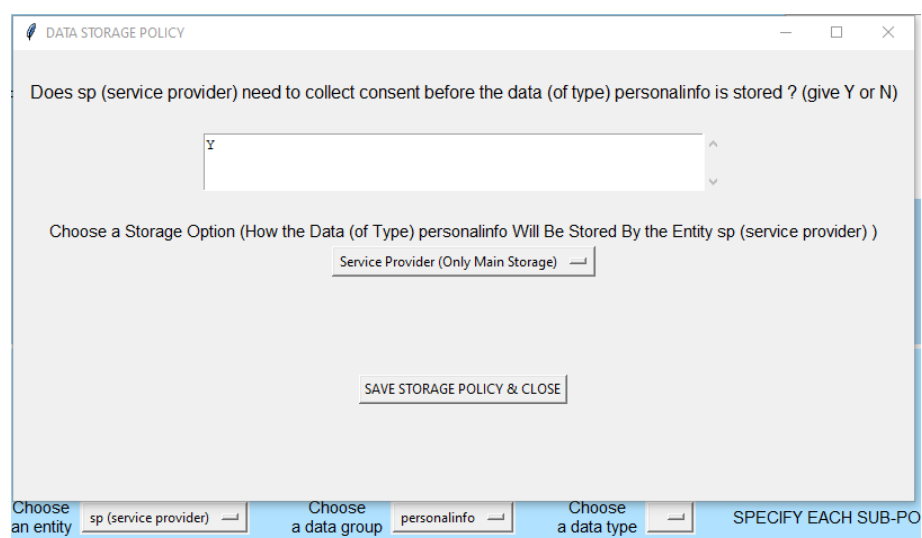 DATA STORAGE POLICY
Does sp (service provider) need to collect consent before the data (of type) personalinfo is stored ? (give Y or N)
Y
Choose a Storage Option (How the Data (of Type) personalinfo Will Be Stored By the Entity sp (service provider) )
Service Provider (Only Main Storage)
SAVE STORAGE POLICY & CLOSE
Choose
an entity
sp (service provider)
Choose
a data group
personalinfo
Choose
a data type
SPECIFY EACH SUB-PO